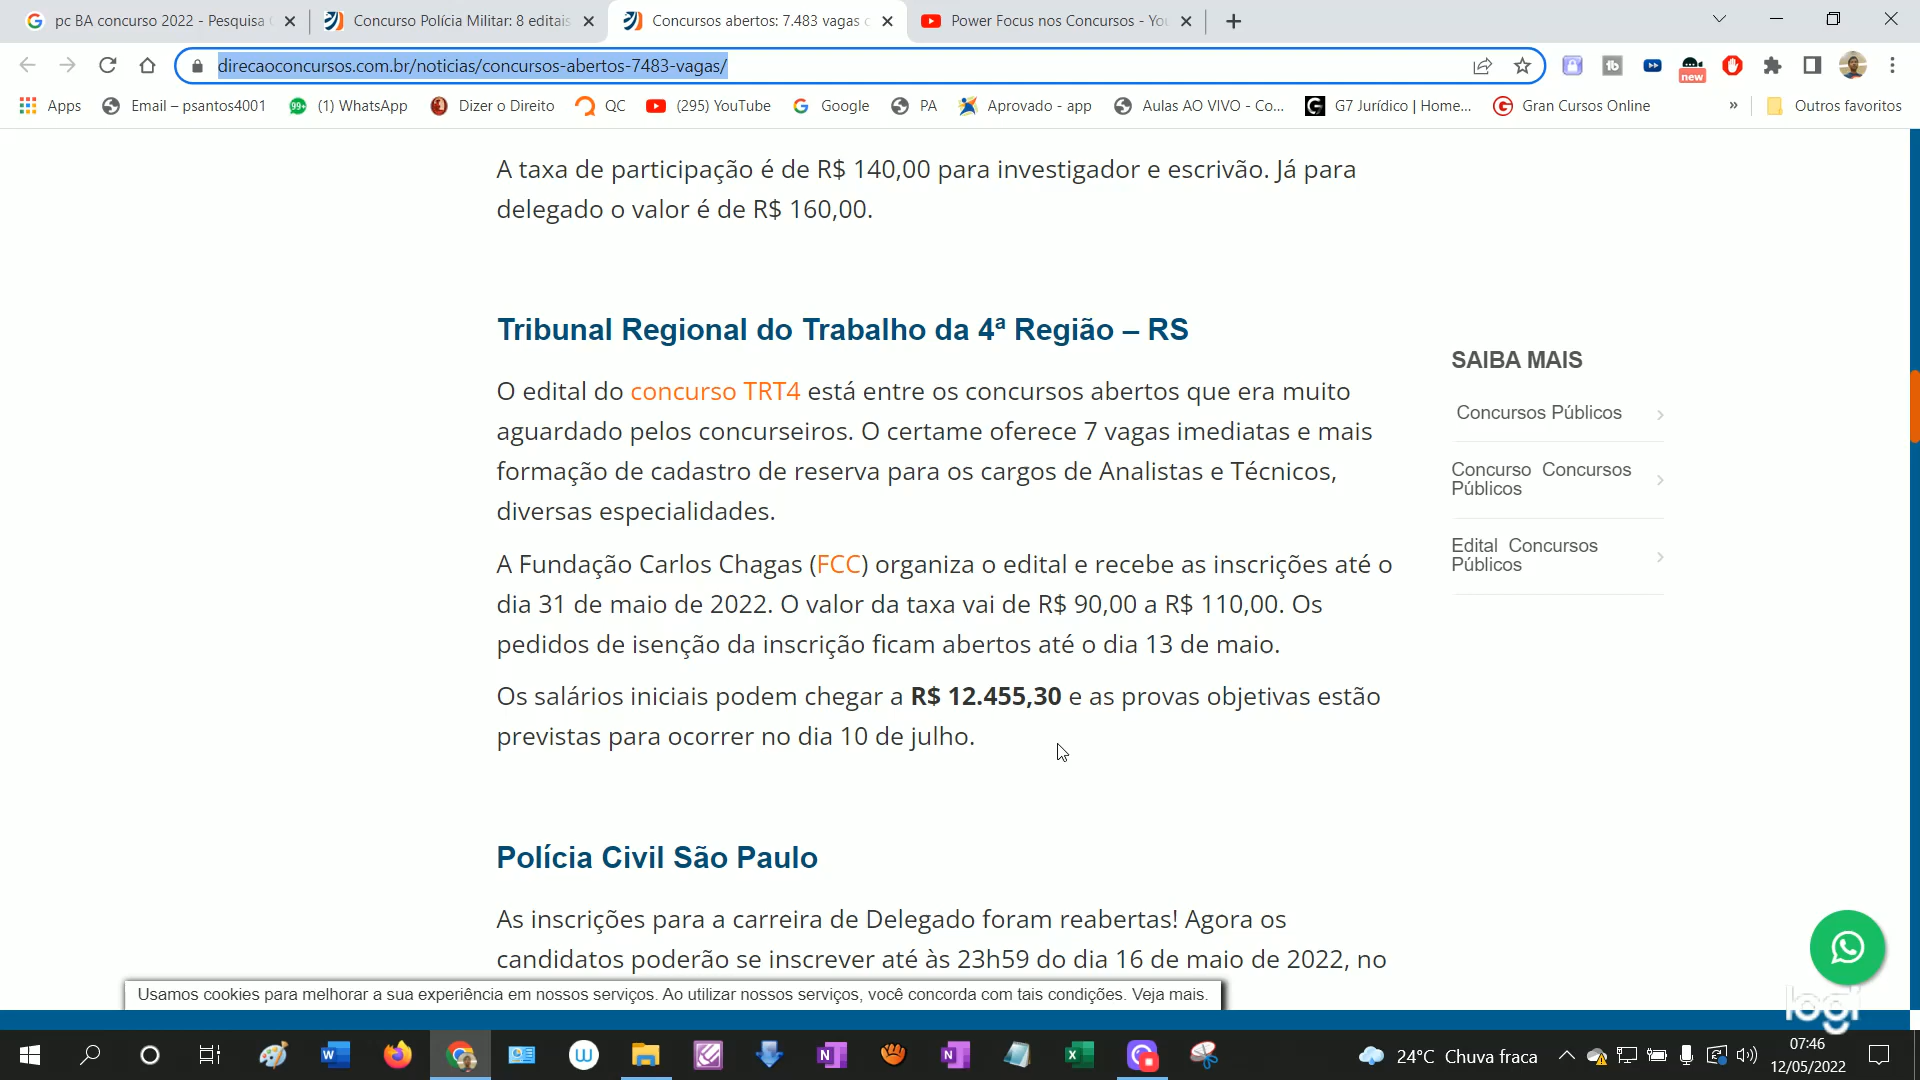 pc BA concurso 2022 - Pesquisa
Concurso Polícia Militar: 8 editais
Concursos abertos: 7.483 vagas
Power Focus nos Concursos - You
direcaoconcursos.com.br/noticias/concursos-abertos-7483-vagas/
new
Apps
Email – psantos4001
99+
(1) WhatsApp
Dizer o Direito
QC
(295) YouTube
Google
PA
Aprovado - app
Aulas AO VIVO - Co...
G7 Jurídico | Home...
Gran Cursos Online
»
Outros favoritos
A taxa de participação é de R$ 140,00 para investigador e escrivão. Já para
delegado o valor é de R$ 160,00.
Tribunal Regional do Trabalho da 4ª Região – RS
O edital do concurso TRT4 está entre os concursos abertos que era muito
aguardado pelos concurseiros. O certame oferece 7 vagas imediatas e mais
formação de cadastro de reserva para os cargos de Analistas e Técnicos,
diversas especialidades.
A Fundação Carlos Chagas (FCC) organiza o edital e recebe as inscrições até o
dia 31 de maio de 2022. O valor da taxa vai de R$ 90,00 a R$ 110,00. Os
pedidos de isenção da inscrição ficam abertos até o dia 13 de maio.
Os salários iniciais podem chegar a R$ 12.455,30 e as provas objetivas estão
previstas para ocorrer no dia 10 de julho.
Polícia Civil São Paulo
As inscrições para a carreira de Delegado foram reabertas! Agora os
candidatos poderão se inscrever até às 23h59 do dia 16 de maio de 2022, no
SAIBA MAIS
Concursos Públicos
Concurso Concursos
Públicos
Edital Concursos
Públicos
Usamos cookies para melhorar a sua experiência em nossos serviços. Ao utilizar nossos serviços, você concorda com tais condições. Veja mais.
logi
24°C Chuva fraca
07:46
12/05/2022